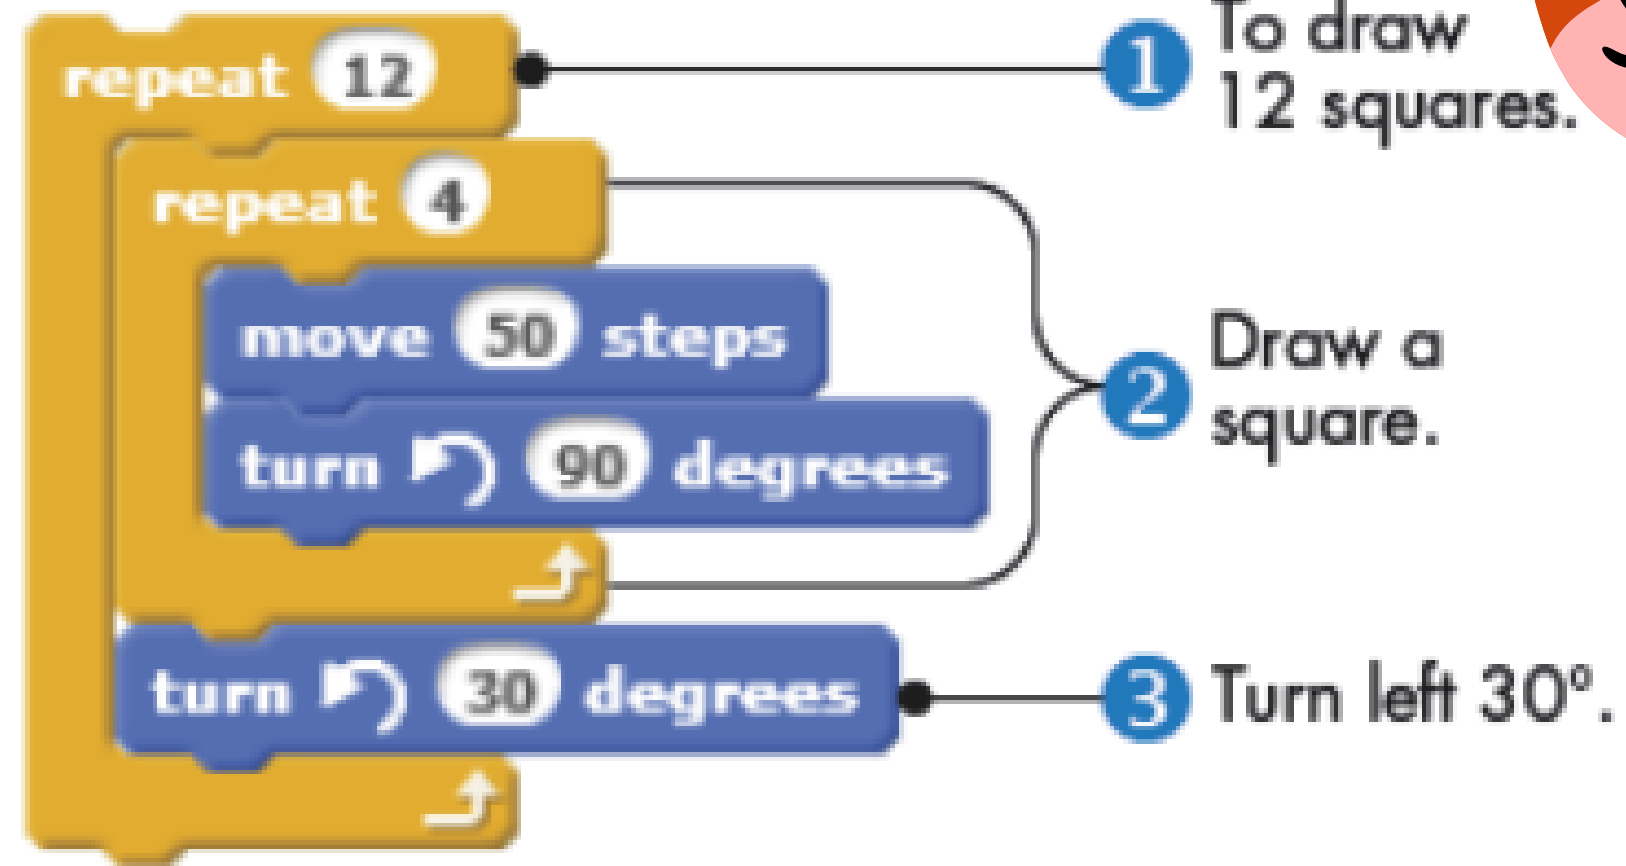 repeat 12
1 To draw
12 squares.
repeat 4
move 50 steps
turn 90 degrees
2 Draw a
square.
turn 30 degrees
3 Turn left 30º.